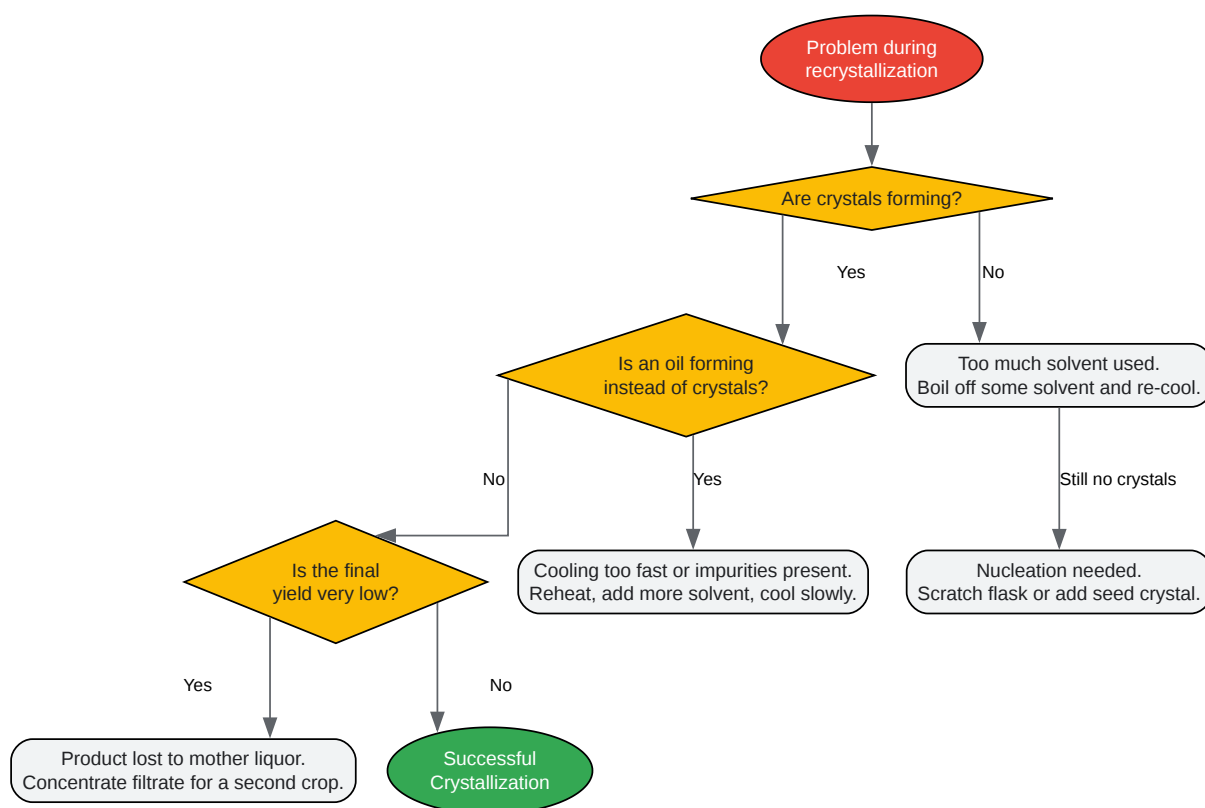 Problem during
recrystallization
Are crystals forming?
Yes
No
Is an oil forming
instead of crystals?
Too much solvent used.
Boil off some solvent and re-cool.
No
Yes
Still no crystals
Is the final
yield very low?
Cooling too fast or impurities present.
Reheat, add more solvent, cool slowly.
Nucleation needed.
Scratch flask or add seed crystal.
Yes
No
Product lost to mother liquor.
Concentrate filtrate for a second crop.
Successful
Crystallization